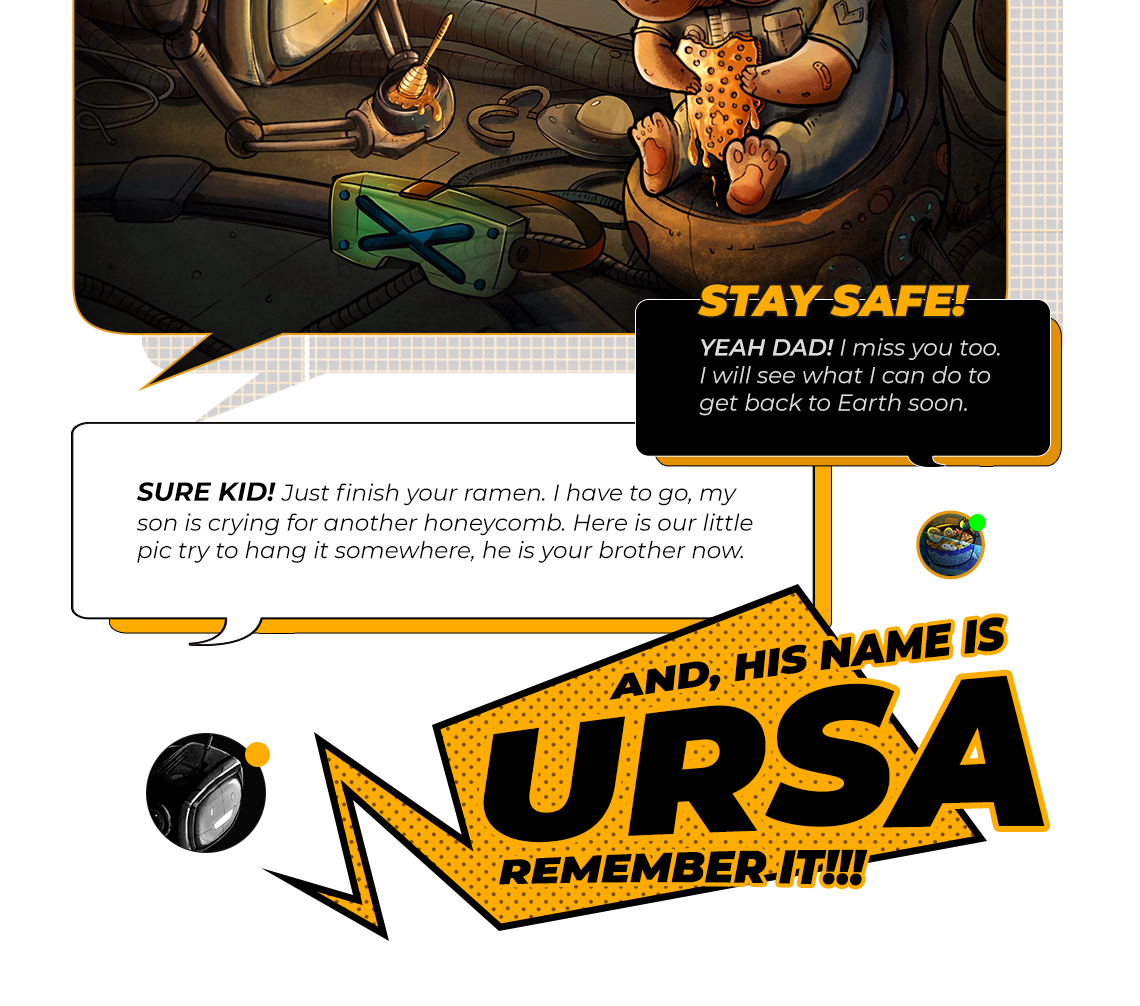 STAY SAFE!
YEAH DAD! I miss you too.
I will see what I can do to
get back to Earth soon.
SURE KID! Just finish your ramen. I have to go, my
son is crying for another honeycomb. Here is our little
pic try to hang it somewhere, he is your brother now.
AND, HIS NAME IS
URSA
REMEMBER IT!!!